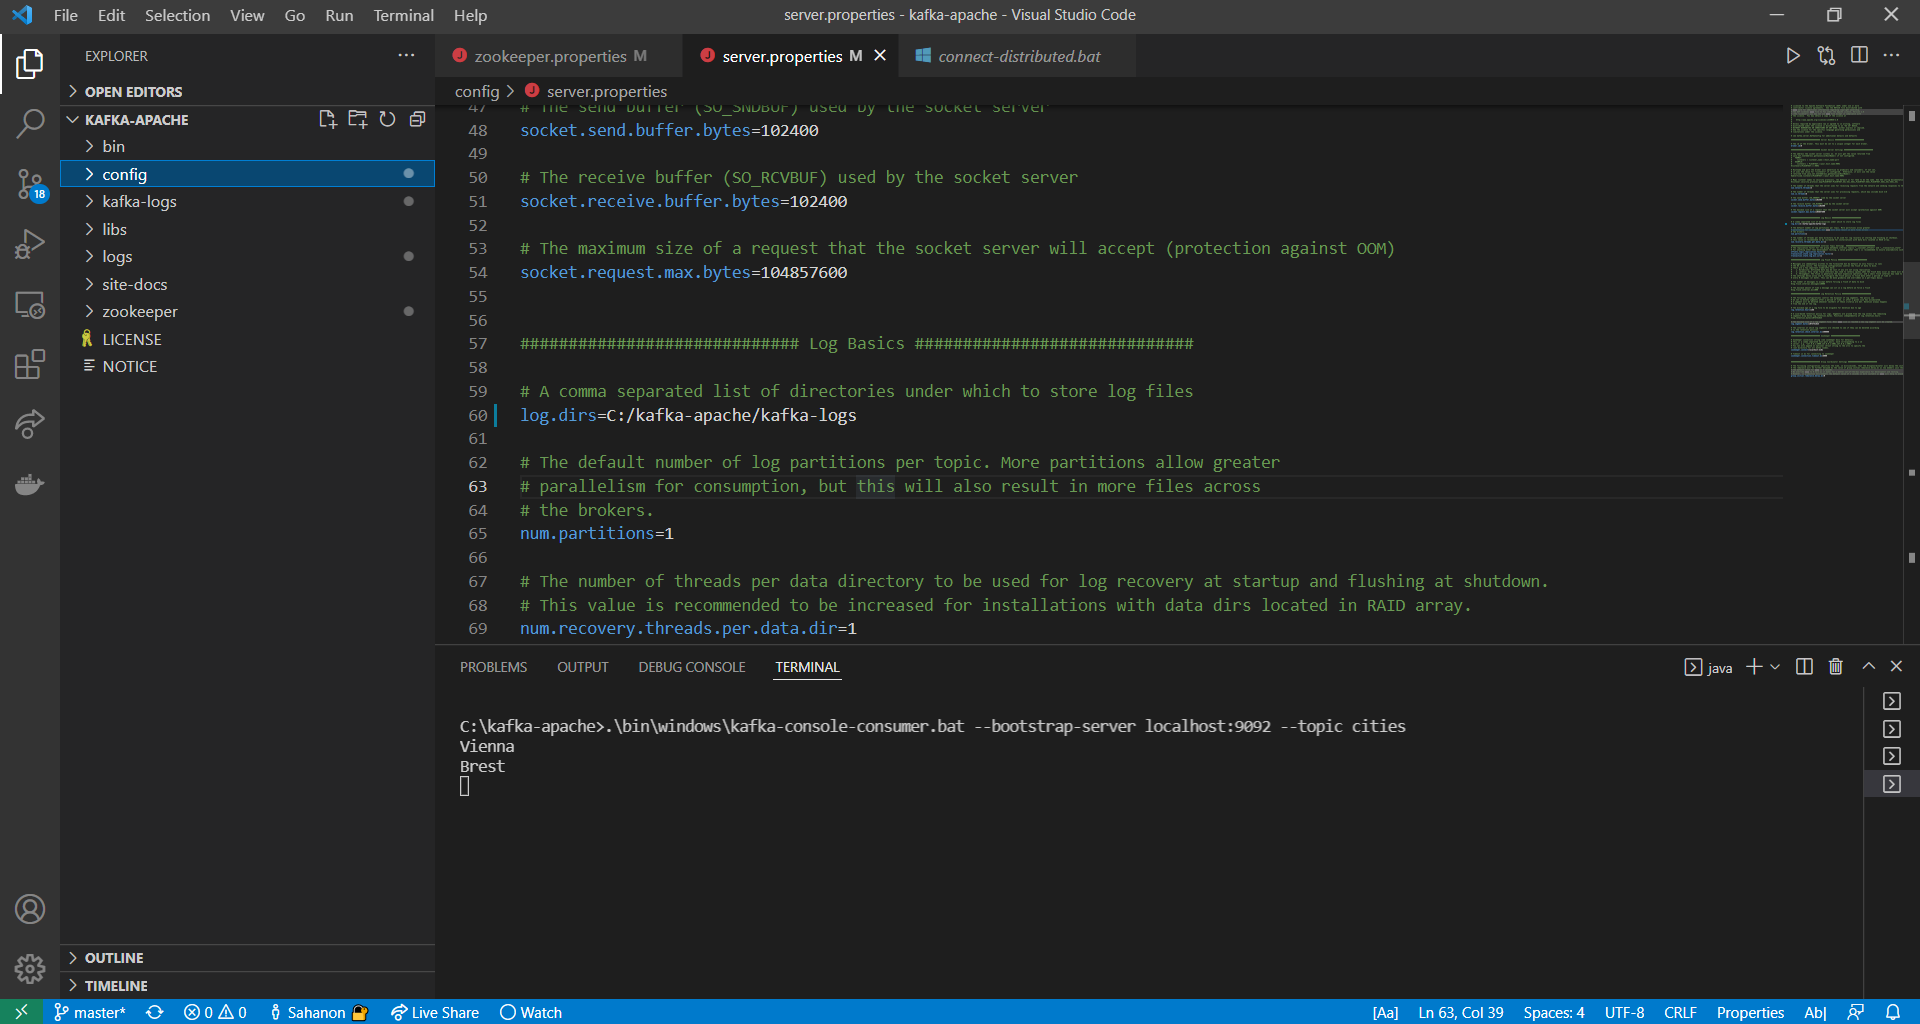 File Edit Selection View Go Run Terminal Help
server.properties - kafka-apache - Visual Studio Code
EXPLORER
OPEN EDITORS
KAFKA-APACHE
bin
config
kafka-logs
libs
logs
site-docs
zookeeper
LICENSE
NOTICE
OUTLINE
TIMELINE
18
zookeeper.properties M
server.properties M
connect-distributed.bat
config > server.properties
47 # The send buffer (SO_SNDBUF) used by the socket server
48 socket.send.buffer.bytes=102400
49
50 # The receive buffer (SO_RCVBUF) used by the socket server
51 socket.receive.buffer.bytes=102400
52
53 # The maximum size of a request that the socket server will accept (protection against OOM)
54 socket.request.max.bytes=104857600
55
56
57 ############################# Log Basics #############################
58
59 # A comma separated list of directories under which to store log files
60 log.dirs=C:/kafka-apache/kafka-logs
61
62 # The default number of log partitions per topic. More partitions allow greater
63 # parallelism for consumption, but this will also result in more files across
64 # the brokers.
65 num.partitions=1
66
67 # The number of threads per data directory to be used for log recovery at startup and flushing at shutdown.
68 # This value is recommended to be increased for installations with data dirs located in RAID array.
69 num.recovery.threads.per.data.dir=1
PROBLEMS OUTPUT DEBUG CONSOLE TERMINAL
java
C:\kafka-apache>.\bin\windows\kafka-console-consumer.bat --bootstrap-server localhost:9092 --topic cities
Vienna
Brest
master* 0 0 Sahanon Live Share Watch
[Aa] Ln 63, Col 39 Spaces: 4 UTF-8 CRLF Properties Ab|